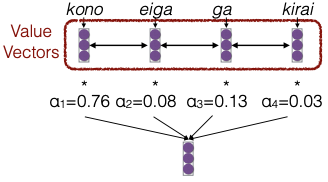 kono eiga ga kirai
Value
Vectors
* * * *
α₁=0.76 α₂=0.08 α₃=0.13 α₄=0.03